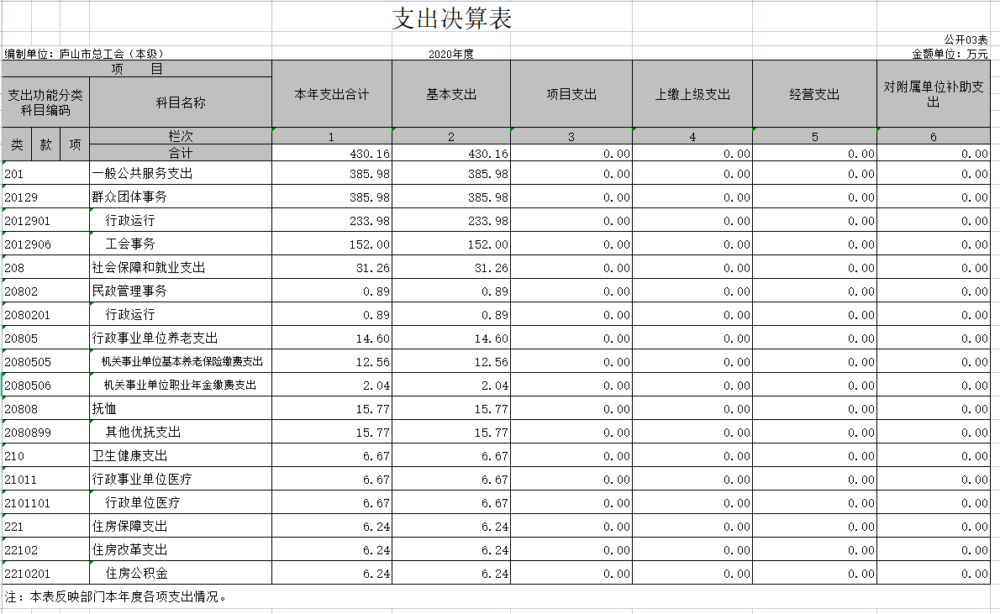 支出决算表
公开03表
编制单位：庐山市总工会（本级） 2020年度 金额单位：万元
项 目 本年支出合计 基本支出 项目支出 上缴上级支出 经营支出 对附属单位补助支
出
支出功能分类
科目编码 科目名称
类 款 项 栏次 1 2 3 4 5 6
合计 430.16 430.16 0.00 0.00 0.00 0.00
201 一般公共服务支出 385.98 385.98 0.00 0.00 0.00 0.00
20129 群众团体事务 385.98 385.98 0.00 0.00 0.00 0.00
2012901 行政运行 233.98 233.98 0.00 0.00 0.00 0.00
2012906 工会事务 152.00 152.00 0.00 0.00 0.00 0.00
208 社会保障和就业支出 31.26 31.26 0.00 0.00 0.00 0.00
20802 民政管理事务 0.89 0.89 0.00 0.00 0.00 0.00
2080201 行政运行 0.89 0.89 0.00 0.00 0.00 0.00
20805 行政事业单位养老支出 14.60 14.60 0.00 0.00 0.00 0.00
2080505 机关事业单位基本养老保险缴费支出 12.56 12.56 0.00 0.00 0.00 0.00
2080506 机关事业单位职业年金缴费支出 2.04 2.04 0.00 0.00 0.00 0.00
20808 抚恤 15.77 15.77 0.00 0.00 0.00 0.00
2080899 其他优抚支出 15.77 15.77 0.00 0.00 0.00 0.00
210 卫生健康支出 6.67 6.67 0.00 0.00 0.00 0.00
21011 行政事业单位医疗 6.67 6.67 0.00 0.00 0.00 0.00
2101101 行政单位医疗 6.67 6.67 0.00 0.00 0.00 0.00
221 住房保障支出 6.24 6.24 0.00 0.00 0.00 0.00
22102 住房改革支出 6.24 6.24 0.00 0.00 0.00 0.00
2210201 住房公积金 6.24 6.24 0.00 0.00 0.00 0.00
注：本表反映部门本年度各项支出情况。